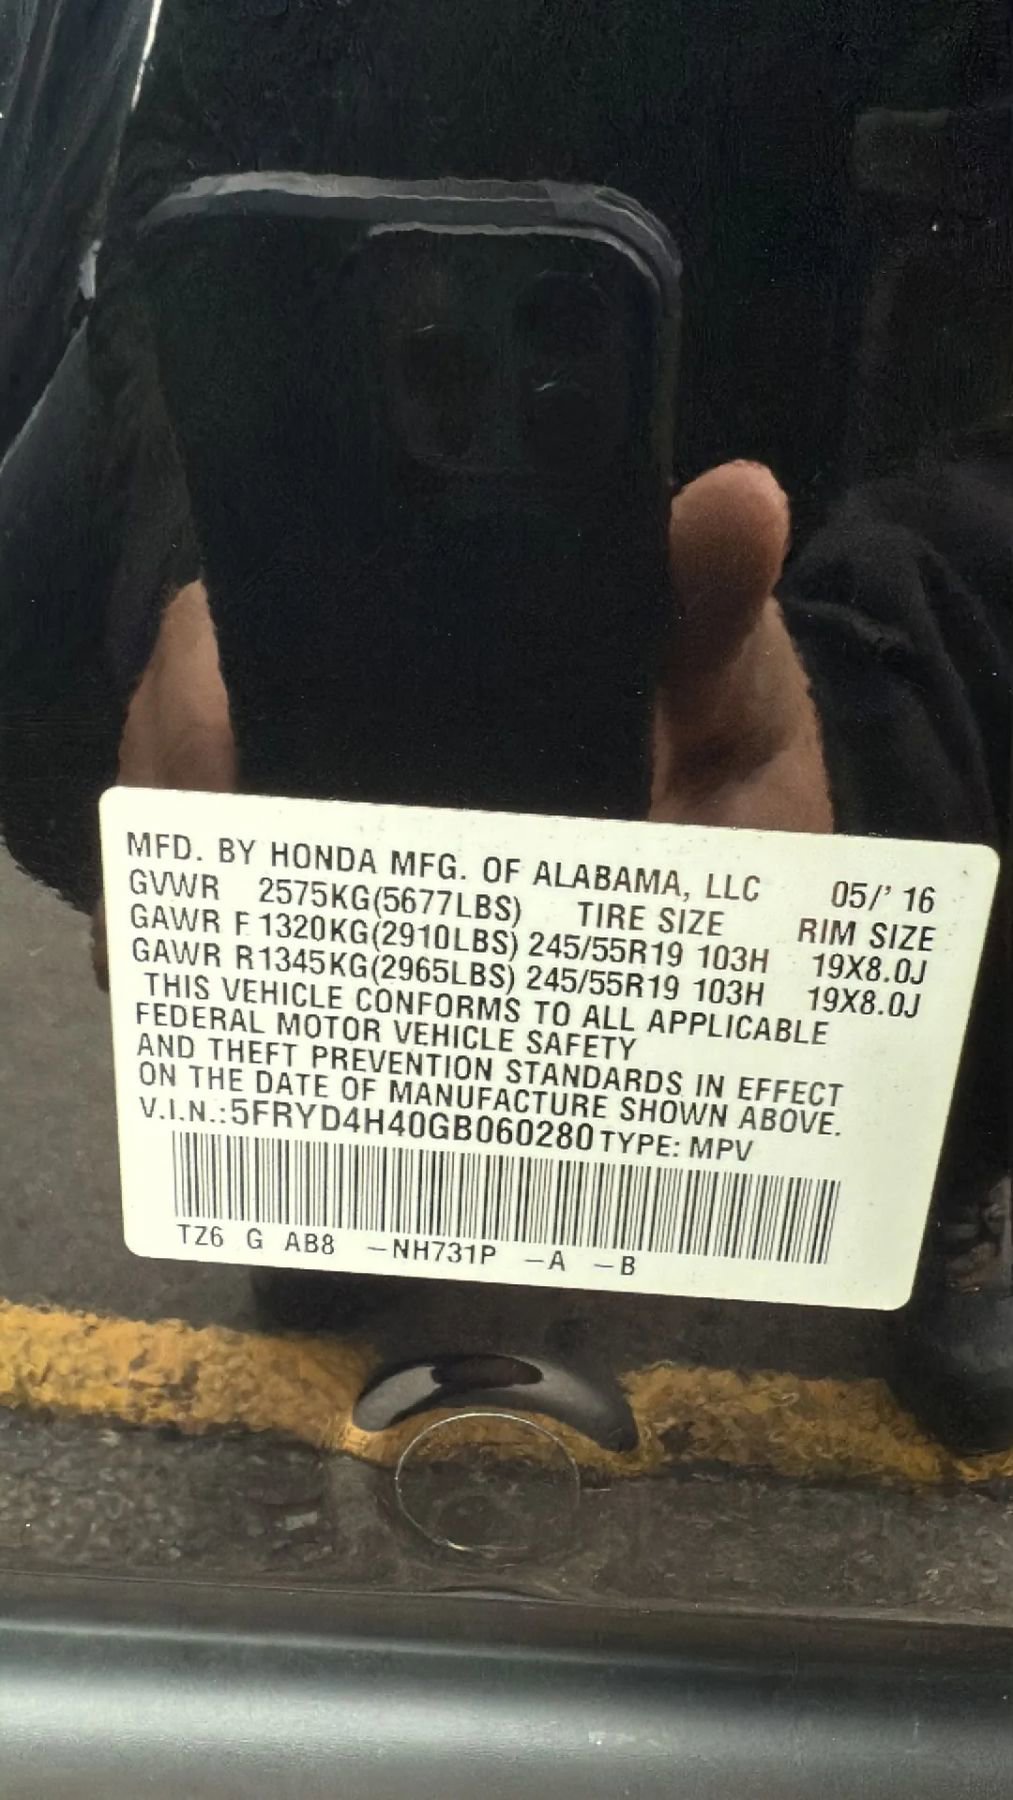 MFD. BY HONDA MFG. OF ALABAMA, LLC 05/' 16
GVWR 2575KG(5677LBS) TIRE SIZE RIM SIZE
GAWR F 1320KG(2910LBS) 245/55R19 103H 19X8.0J
GAWR R1345KG(2965LBS) 245/55R19 103H 19X8.0J
THIS VEHICLE CONFORMS TO ALL APPLICABLE
FEDERAL MOTOR VEHICLE SAFETY
AND THEFT PREVENTION STANDARDS IN EFFECT
ON THE DATE OF MANUFACTURE SHOWN ABOVE.
V.I.N.:5FRYD4H40GB060280 TYPE: MPV
TZ6 G AB8 –NH731P –A –B